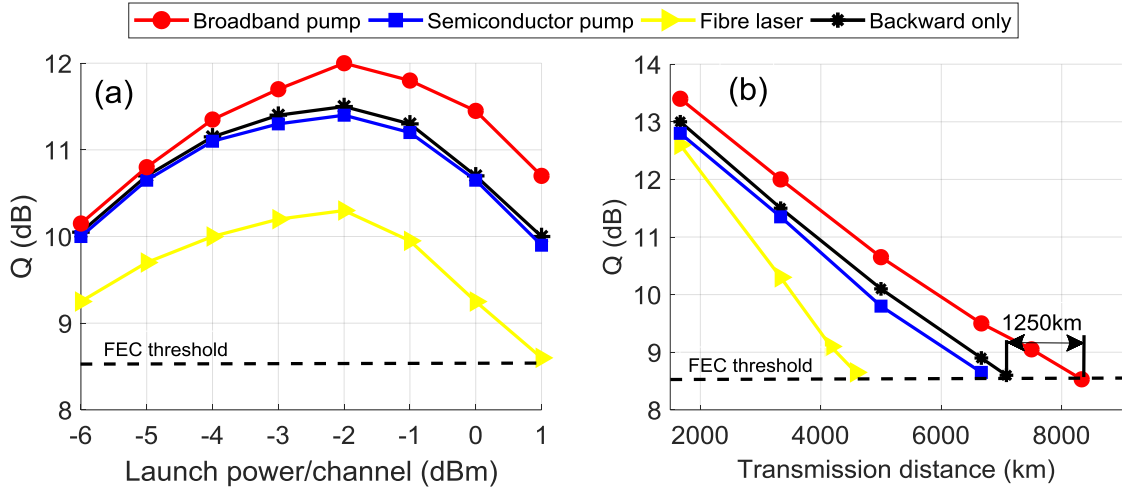 Broadband pump Semiconductor pump Fibre laser Backward only
(a)
12
11
10
9
8
Q (dB)
FEC threshold
-6 -5 -4 -3 -2 -1 0 1
Launch power/channel (dBm)
(b)
14
13
12
11
10
9
8
Q (dB)
1250km
FEC threshold
2000 4000 6000 8000
Transmission distance (km)